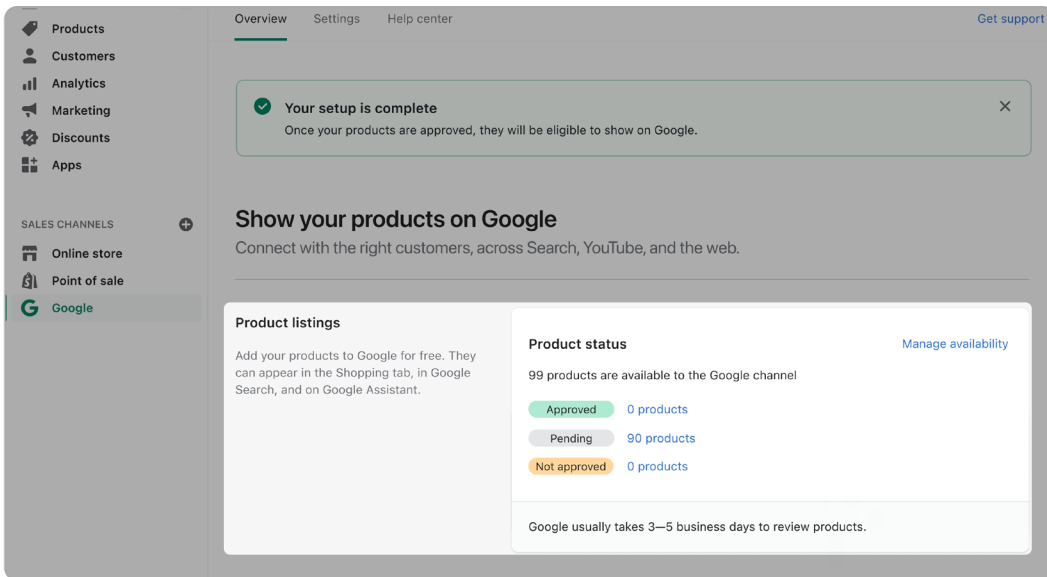 Products
Customers
Analytics
Marketing
Discounts
Apps
SALES CHANNELS
Online store
Point of sale
Google
Overview Settings Help center Get support
Your setup is complete
Once your products are approved, they will be eligible to show on Google.
Show your products on Google
Connect with the right customers, across Search, YouTube, and the web.
Product listings
Add your products to Google for free. They
can appear in the Shopping tab, in Google
Search, and on Google Assistant.
Product status Manage availability
99 products are available to the Google channel
Approved 0 products
Pending 90 products
Not approved 0 products
Google usually takes 3—5 business days to review products.